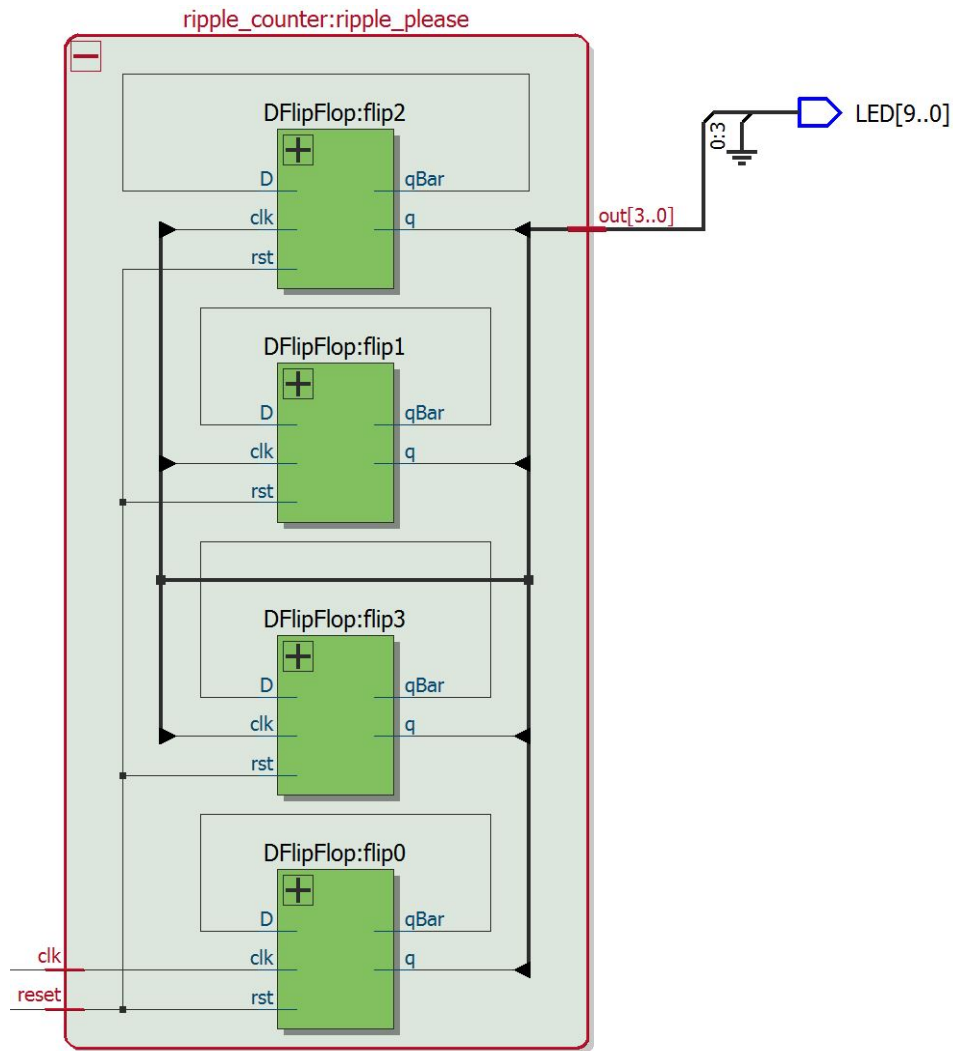 ripple_counter:ripple_please
DFlipFlop:flip2
D
qBar
clk
q
rst
out[3..0]
0:3
LED[9..0]
DFlipFlop:flip1
D
qBar
clk
q
rst
DFlipFlop:flip3
D
qBar
clk
q
rst
DFlipFlop:flip0
D
qBar
clk
clk
q
reset
rst